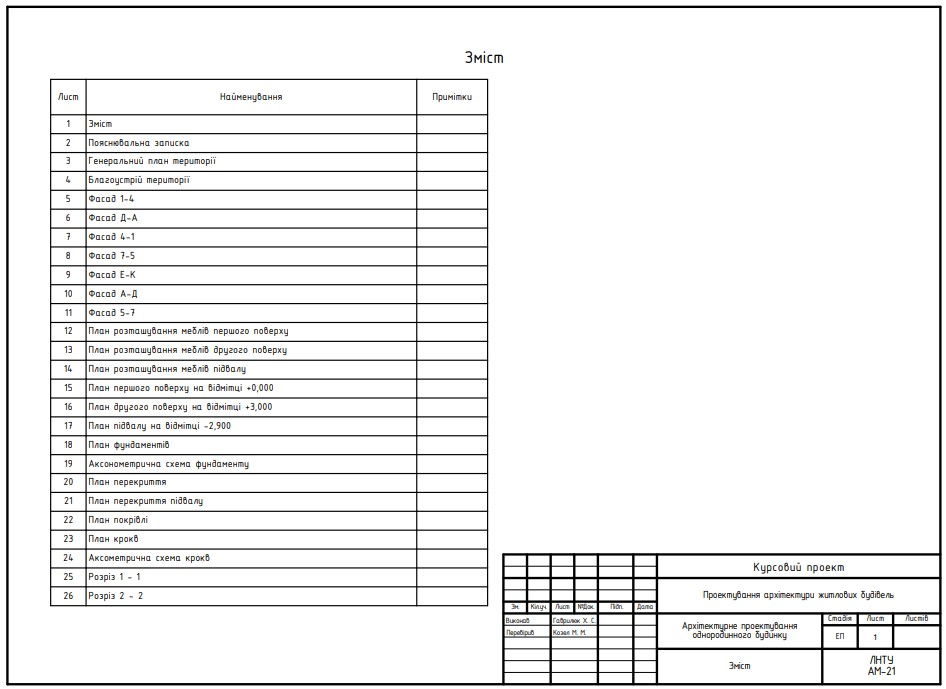 Зміст
Лист Найменування Примітки
1 Зміст
2 Пояснювальна записка
3 Генеральний план території
4 Благоустрій території
5 Фасад 1-4
6 Фасад Д-А
7 Фасад 4-1
8 Фасад 7-5
9 Фасад Е-К
10 Фасад А-Д
11 Фасад 5-7
12 План розташування меблів першого поверху
13 План розташування меблів другого поверху
14 План розташування меблів підвалу
15 План першого поверху на відмітці +0,000
16 План другого поверху на відмітці +3,000
17 План підвалу на відмітці -2,900
18 План фундаментів
19 Аксонометрична схема фундаменту
20 План перекриття
21 План перекриття підвалу
22 План покрівлі
23 План кроков
24 Аксометрична схема кроков
25 Розріз 1 - 1
26 Розріз 2 - 2
Курсовий проект
Проектування архітектури житлових будівель
Зм. Кіл.уч. Лист №Док. Підп. Дата
Виконав Гаврилюк Х. С.
Перевірив Козел М. М.
Архітектурне проектування
однородинного будинку
Стадія Лист Листів
ЕП 1
Зміст
ЛНТУ
АМ-21